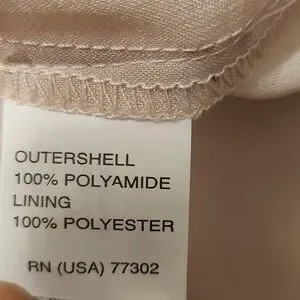 OUTERSHELL
100% POLYAMIDE
LINING
100% POLYESTER
RN (USA) 77302